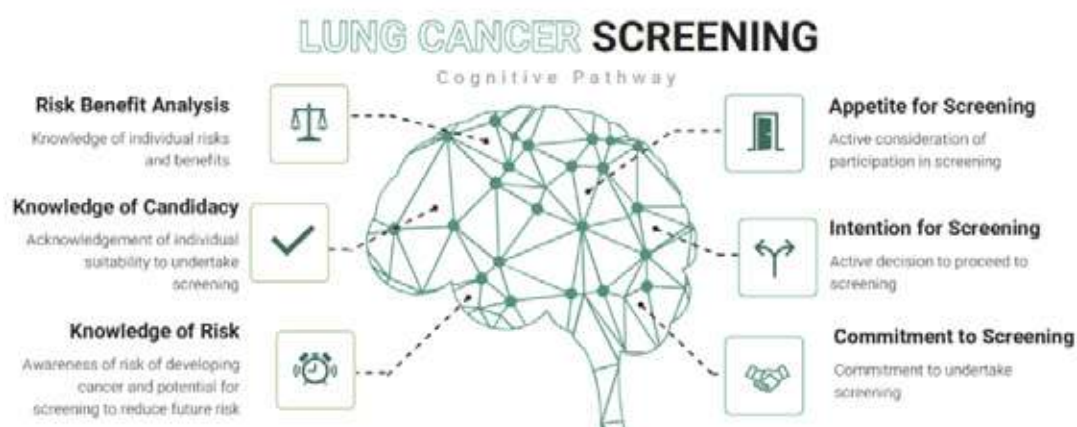 LUNG CANCER SCREENING
Cognitive Pathway
Risk Benefit Analysis
Knowledge of individual risks
and benefits
Knowledge of Candidacy
Acknowledgement of individual
suitability to undertake
screening
Knowledge of Risk
Awareness of risk of developing
cancer and potential for
screening to reduce future risk
Appetite for Screening
Active consideration of
participation in screening
Intention for Screening
Active decision to proceed to
screening
Commitment to Screening
Commitment to undertake
screening